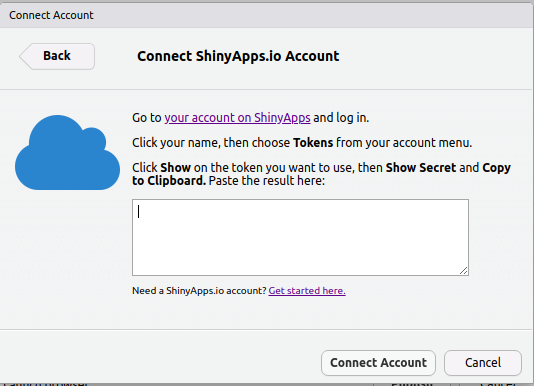 Connect Account
Back
Connect ShinyApps.io Account
Go to your account on ShinyApps and log in.
Click your name, then choose Tokens from your account menu.
Click Show on the token you want to use, then Show Secret and Copy
to Clipboard. Paste the result here:
Need a ShinyApps.io account? Get started here.
Connect Account Cancel